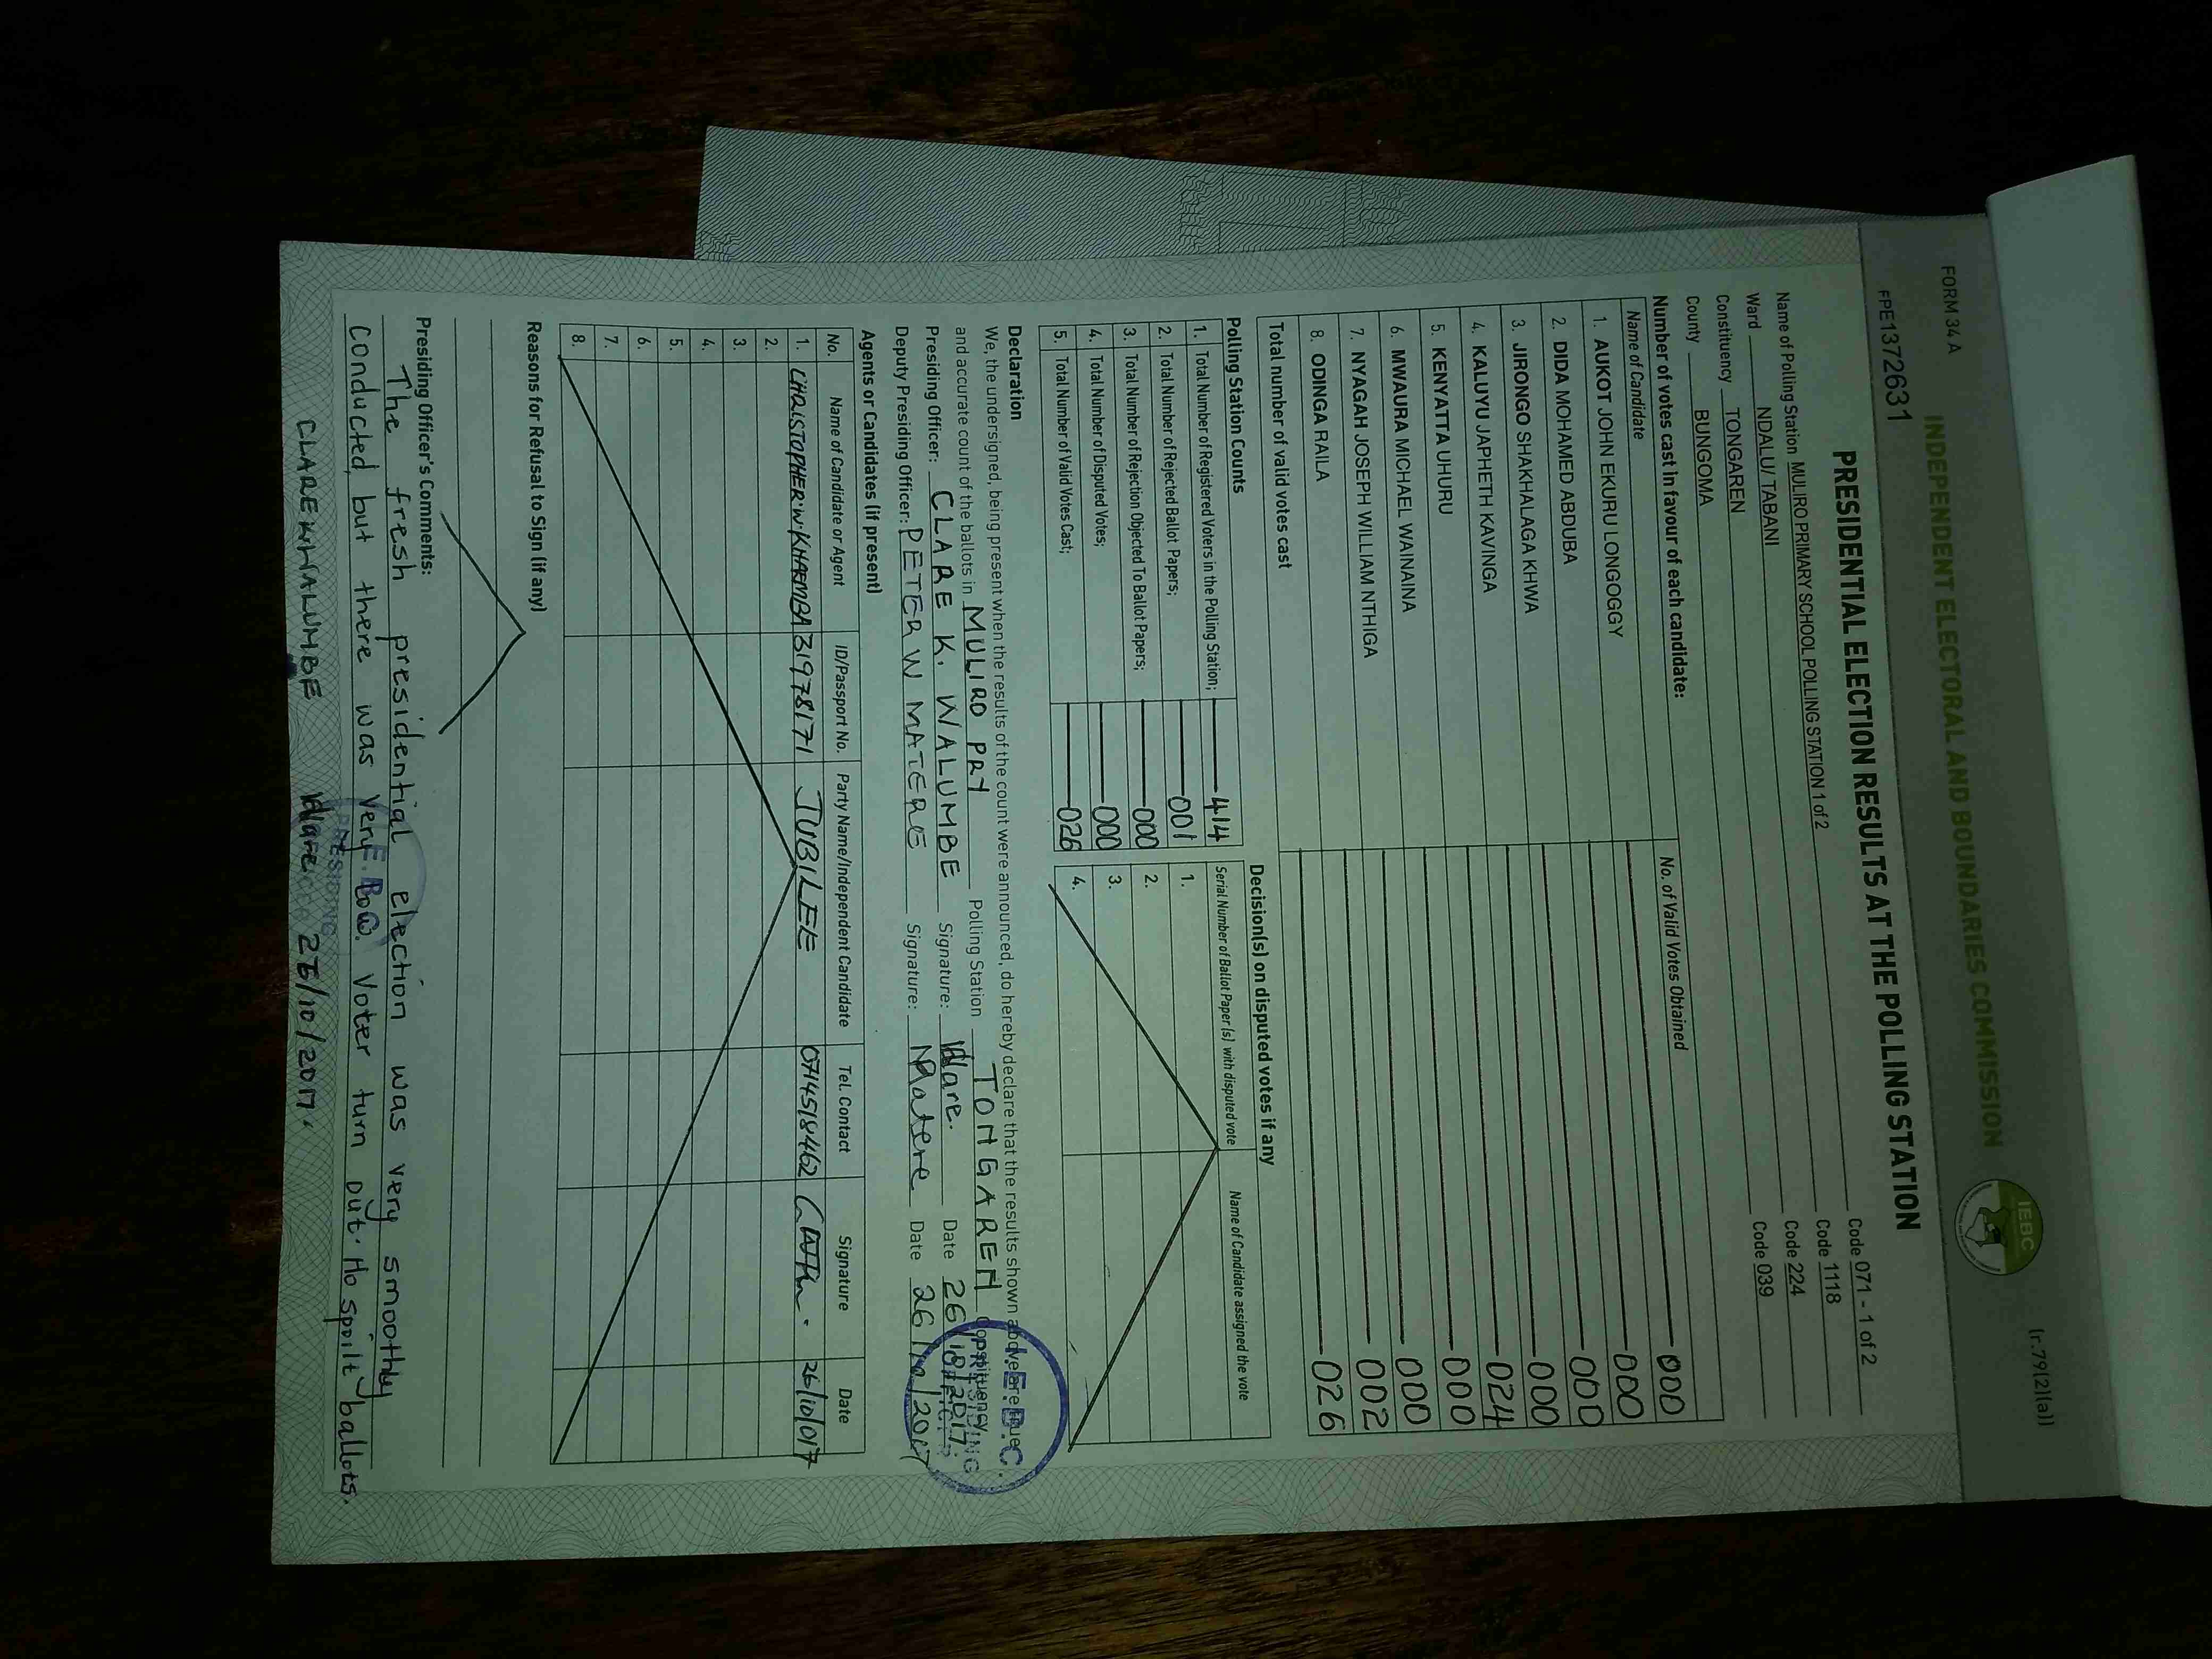 FORM 34 A
(r.79(2)(a))
INDEPENDENT ELECTORAL AND BOUNDARIES COMMISSION
IEBC
FPE1372631
PRESIDENTIAL ELECTION RESULTS AT THE POLLING STATION
Name of Polling Station MULIRO PRIMARY SCHOOL POLLING STATION 1 of 2 Code 071 - 1 of 2
Ward NDALU/ TABANI Code 1118
Constituency TONGAREN Code 224
County BUNGOMA Code 039
Number of votes cast in favour of each candidate:
Name of Candidate No. of Valid Votes Obtained
1. AUKOT JOHN EKURU LONGOGGY 000
2. DIDA MOHAMED ABDUBA 000
3. JIRONGO SHAKHALAGA KHWA 000
4. KALUYU JAPHETH KAVINGA 000
5. KENYATTA UHURU 024
6. MWAURA MICHAEL WAINAINA 000
7. NYAGAH JOSEPH WILLIAM NTHIGA 000
8. ODINGA RAILA 002
Total number of valid votes cast 026
Polling Station Counts
1. Total Number of Registered Voters in the Polling Station; 414
2. Total Number of Rejected Ballot Papers; 001
3. Total Number of Rejection Objected To Ballot Papers; 000
4. Total Number of Disputed Votes; 000
5. Total Number of Valid Votes Cast; 026
Decision(s) on disputed votes if any
Serial Number of Ballot Paper (s) with disputed vote Name of Candidate assigned the vote
1.
2.
3.
4.
Declaration
We, the undersigned, being present when the results of the count were announced, do hereby declare that the results shown above are true
and accurate count of the ballots in MULIRO PRY Polling Station TONGAREN Constituency
Presiding Officer: CLARE K. WALUMBE Signature: Date 26/10/2017
Deputy Presiding Officer: PETER W MATERE Signature: Matere Date 26/10/2017
I.E.B.C.
PRESIDING
OFFICER
Agents or Candidates (if present)
No. Name of Candidate or Agent ID/Passport No. Party Name/Independent Candidate Tel. Contact Signature Date
1. CHRISTOPHER.W.KHAEMBA 31978171 JUBILEE 0714518462 26/10/017
2.
3.
4.
5.
6.
7.
8.
Reasons for Refusal to Sign (if any)
Presiding Officer's Comments:
The fresh presidential election was very smoothly
conducted but there was very low voter turn out. No spoilt ballots.
CLARE K WALUMBE 26/10/2017.
PRESIDING